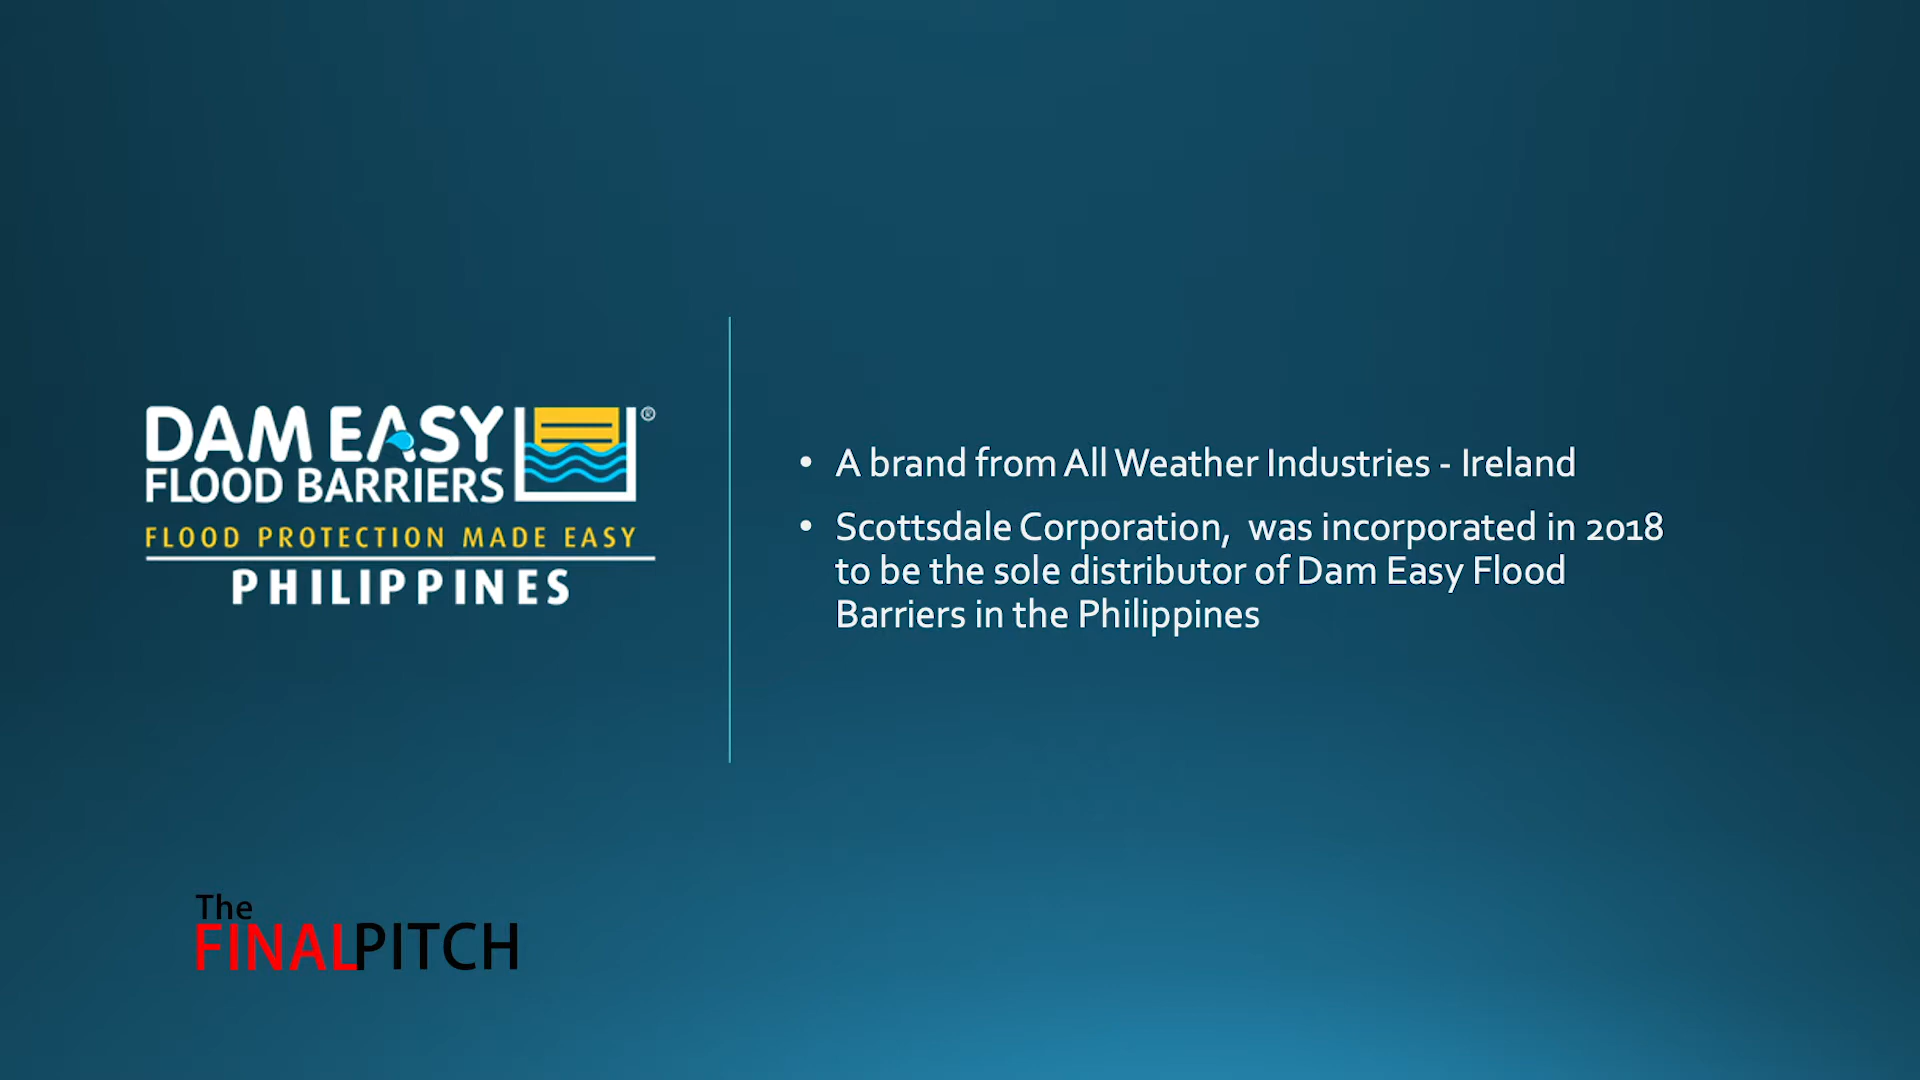 DAM EASY ®
FLOOD BARRIERS
FLOOD PROTECTION MADE EASY
PHILIPPINES
• A brand from All Weather Industries - Ireland
• Scottsdale Corporation,  was incorporated in 2018
to be the sole distributor of Dam Easy Flood
Barriers in the Philippines
The
FINALPITCH